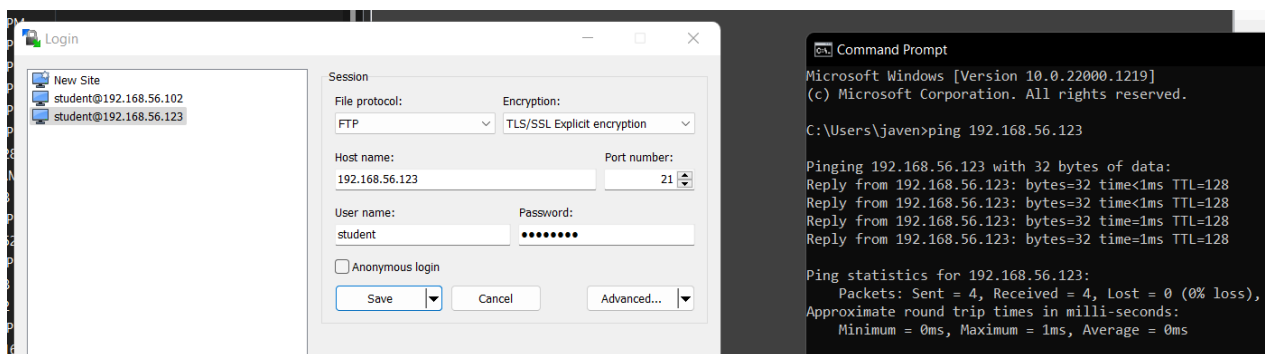 Login
New Site
student@192.168.56.102
student@192.168.56.123
Session
File protocol:
Encryption:
FTP
TLS/SSL Explicit encryption
Host name:
Port number:
192.168.56.123
21
User name:
Password:
student
●●●●●●●●
Anonymous login
Save
Cancel
Advanced...
Command Prompt
Microsoft Windows [Version 10.0.22000.1219]
(c) Microsoft Corporation. All rights reserved.
C:\Users\javen>ping 192.168.56.123
Pinging 192.168.56.123 with 32 bytes of data:
Reply from 192.168.56.123: bytes=32 time<1ms TTL=128
Reply from 192.168.56.123: bytes=32 time<1ms TTL=128
Reply from 192.168.56.123: bytes=32 time=1ms TTL=128
Reply from 192.168.56.123: bytes=32 time=1ms TTL=128
Ping statistics for 192.168.56.123:
Packets: Sent = 4, Received = 4, Lost = 0 (0% loss),
Approximate round trip times in milli-seconds:
Minimum = 0ms, Maximum = 1ms, Average = 0ms